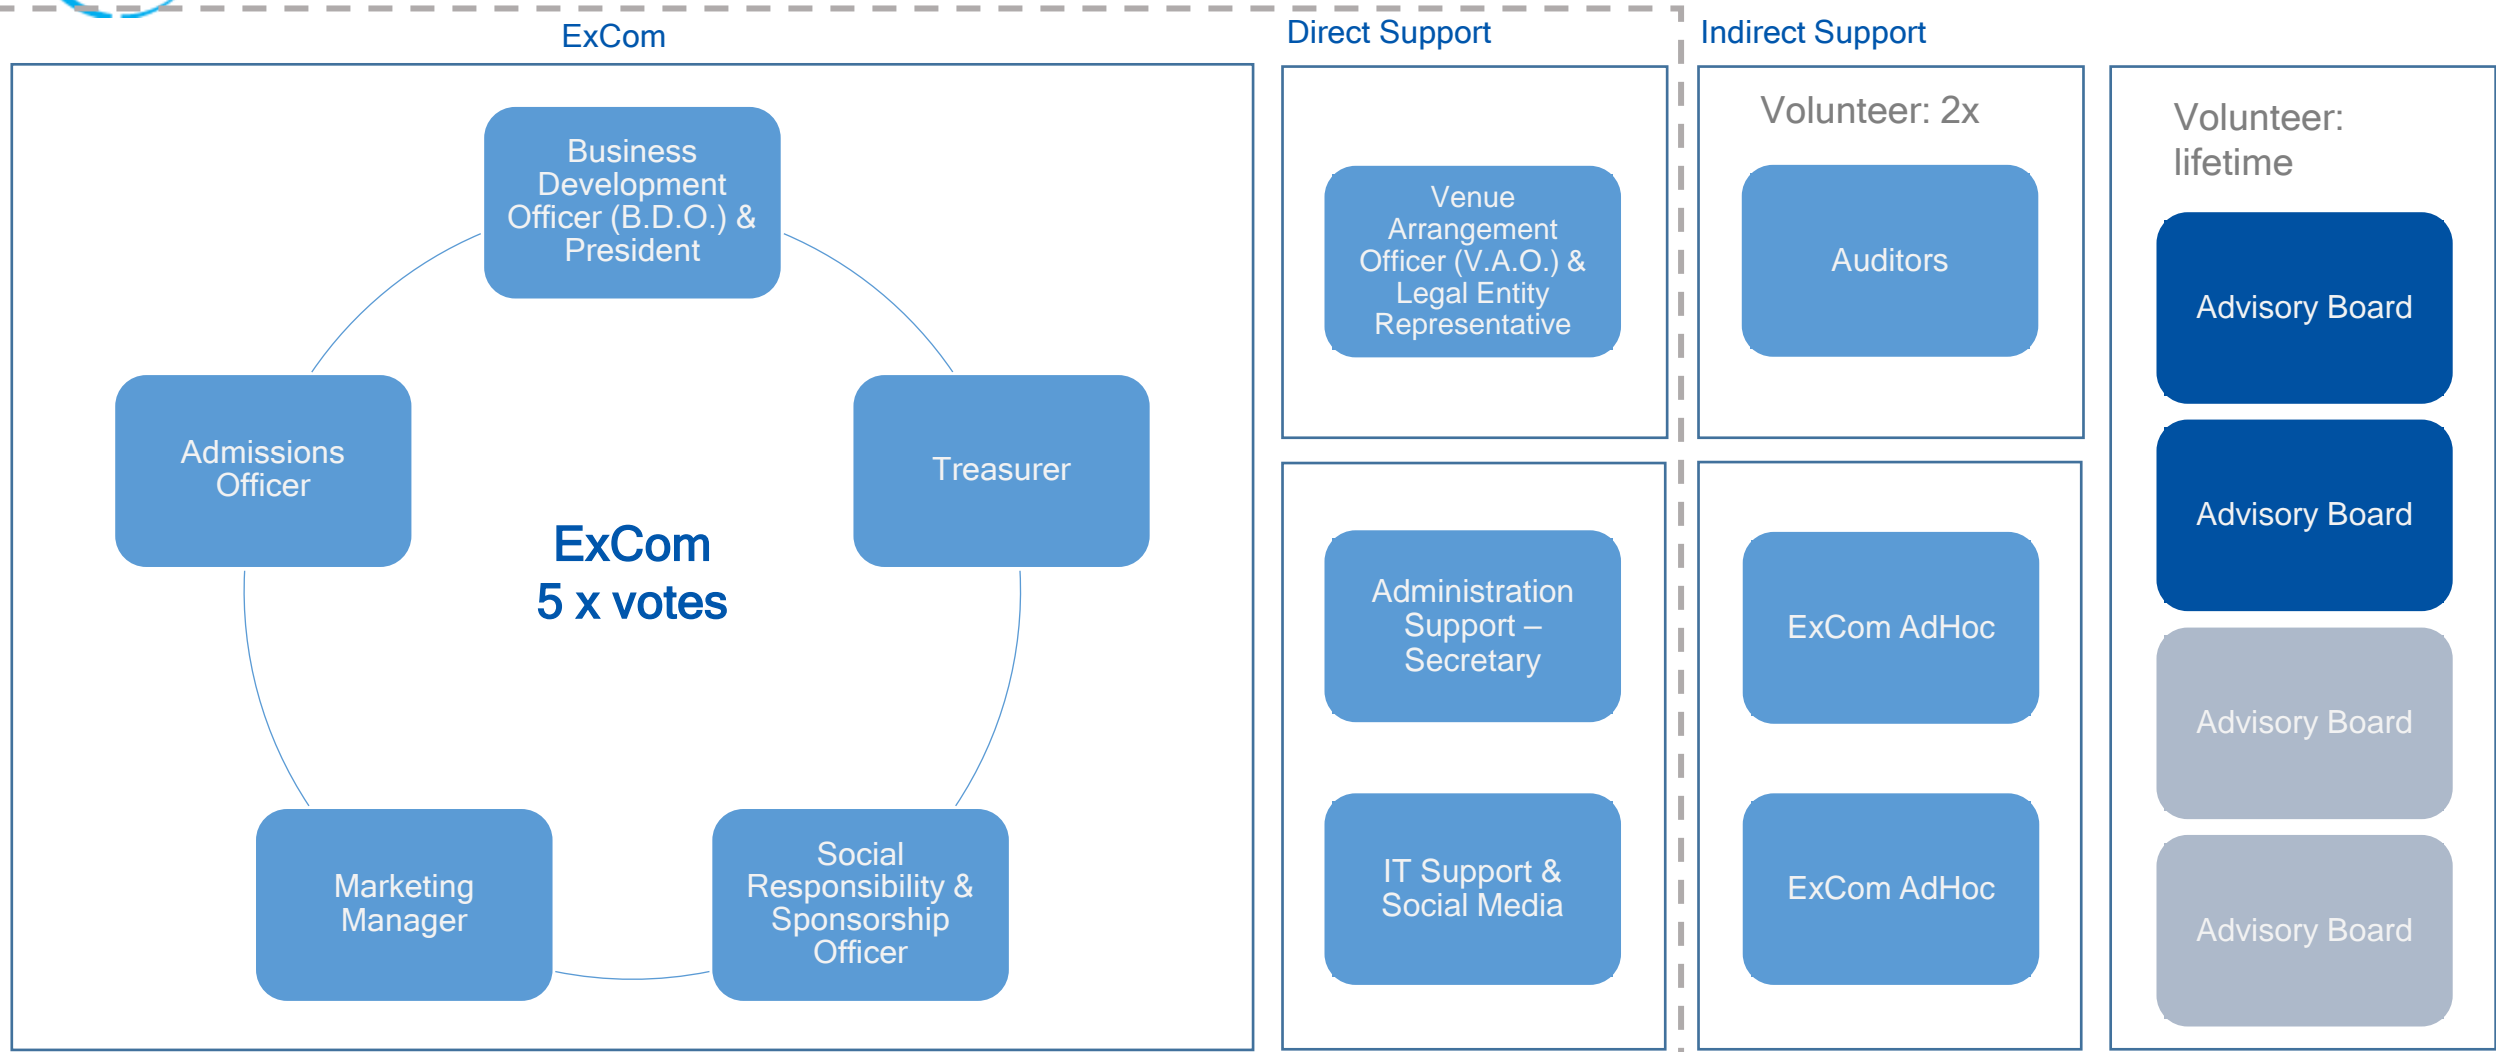 ExCom
Business
Development
Officer (B.D.O.) &
President
Admissions
Officer
Treasurer
ExCom
5 x votes
Marketing
Manager
Social
Responsibility &
Sponsorship
Officer
Direct Support
Venue
Arrangement
Officer (V.A.O.) &
Legal Entity
Representative
Administration
Support –
Secretary
IT Support &
Social Media
Indirect Support
Volunteer: 2x
Auditors
ExCom AdHoc
ExCom AdHoc
Volunteer:
lifetime
Advisory Board
Advisory Board
Advisory Board
Advisory Board